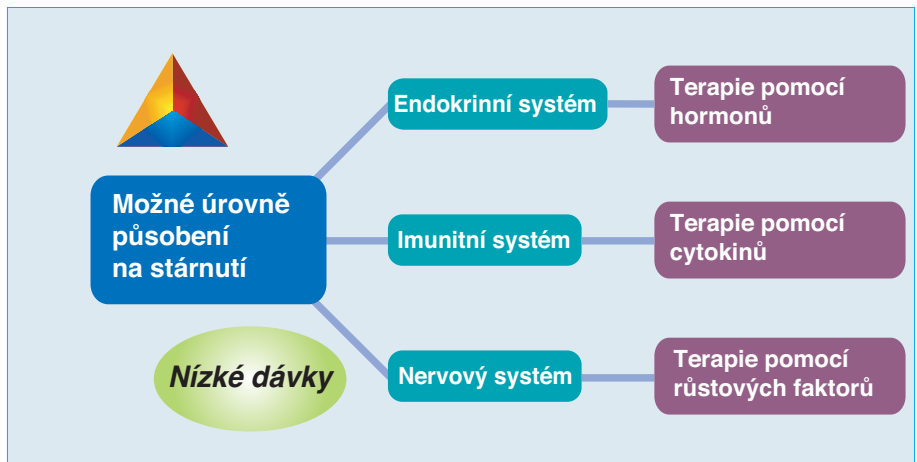 Možné úrovně
působení
na stárnutí
Nízké dávky
Endokrinní systém
Terapie pomocí
hormonů
Imunitní systém
Terapie pomocí
cytokinů
Nervový systém
Terapie pomocí
růstových faktorů